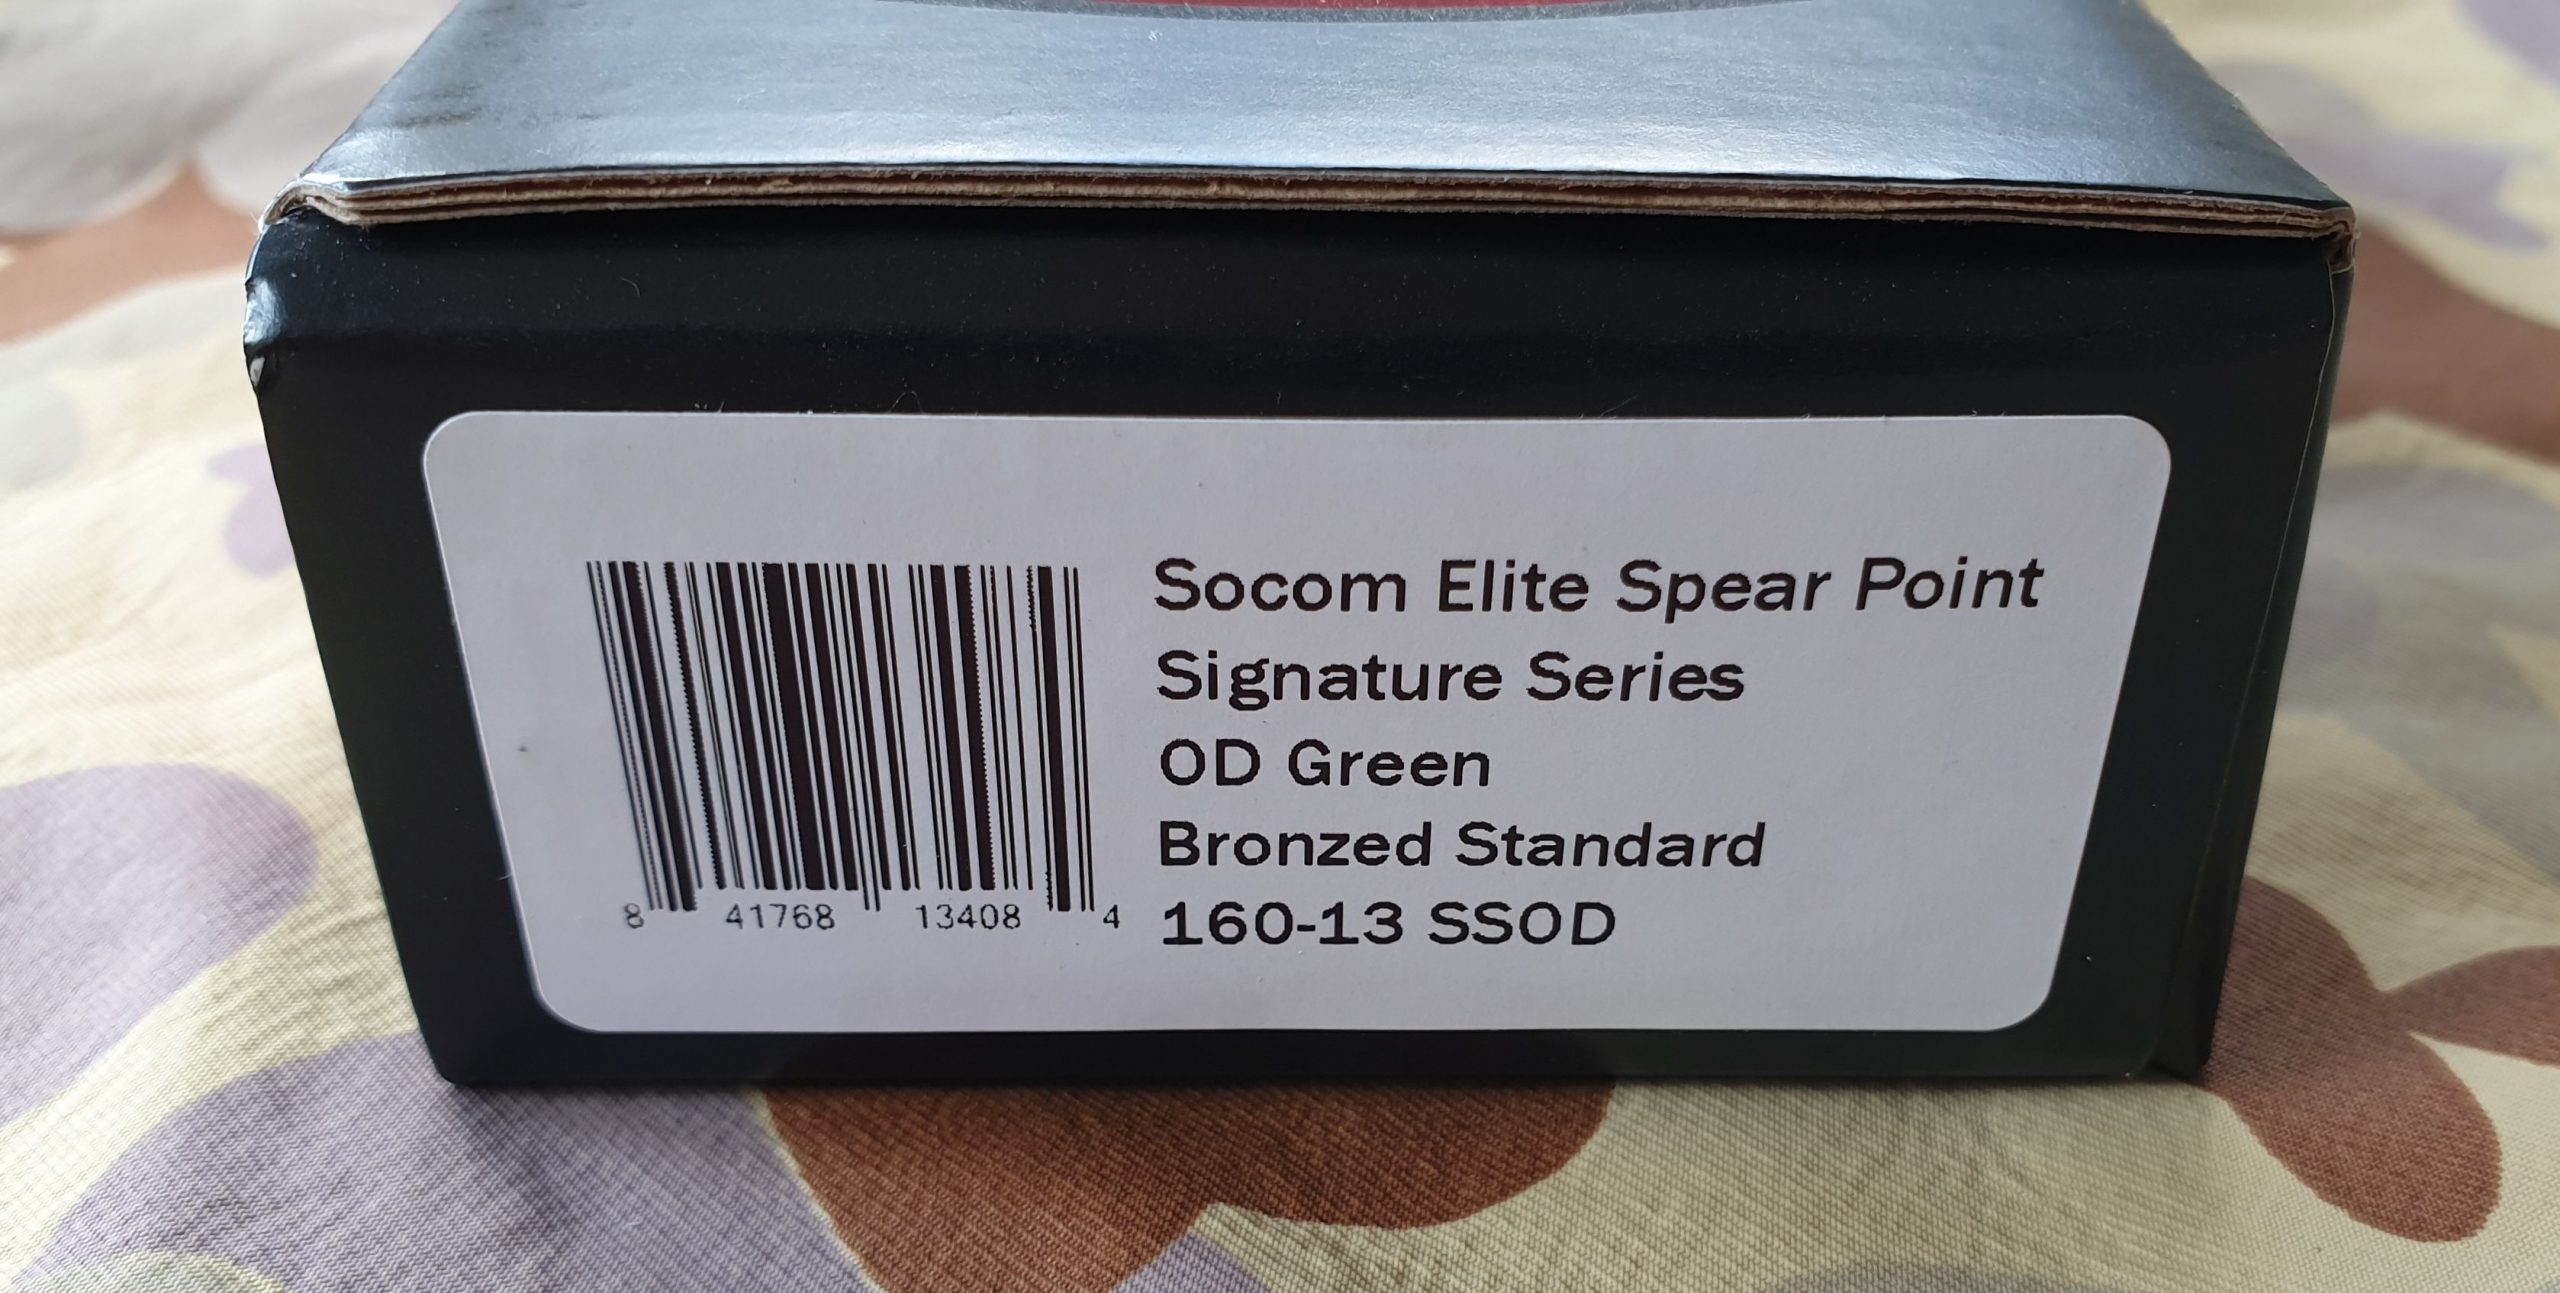 Socom Elite Spear Point
Signature Series
OD Green
Bronzed Standard
160-13 SSOD
8 41768 13408 4